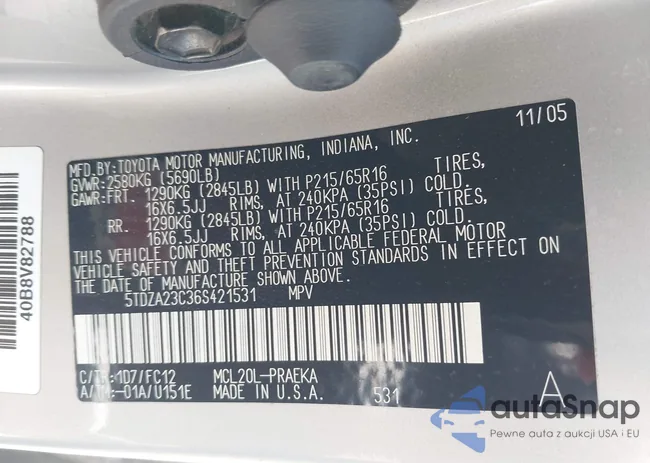 11/05
MFD.BY:TOYOTA MOTOR MANUFACTURING, INDIANA, INC.
GVWR:2580KG (5690LB)
GAWR:FRT. 1290KG (2845LB) WITH P215/65R16 TIRES,
16X6.5JJ RIMS, AT 240KPA (35PSI) COLD.
RR. 1290KG (2845LB) WITH P215/65R16 TIRES,
16X6.5JJ RIMS, AT 240KPA (35PSI) COLD.
THIS VEHICLE CONFORMS TO ALL APPLICABLE FEDERAL MOTOR
VEHICLE SAFETY AND THEFT PREVENTION STANDARDS IN EFFECT ON
THE DATE OF MANUFACTURE SHOWN ABOVE.
5TDZA23C36S421531 MPV
C/TR:1D7/FC12 MCL20L-PRAEKA
A/TM:-01A/U151E MADE IN U.S.A. 531 A
40B8V82788
autoSnap
Pewne auta z aukcji USA i EU